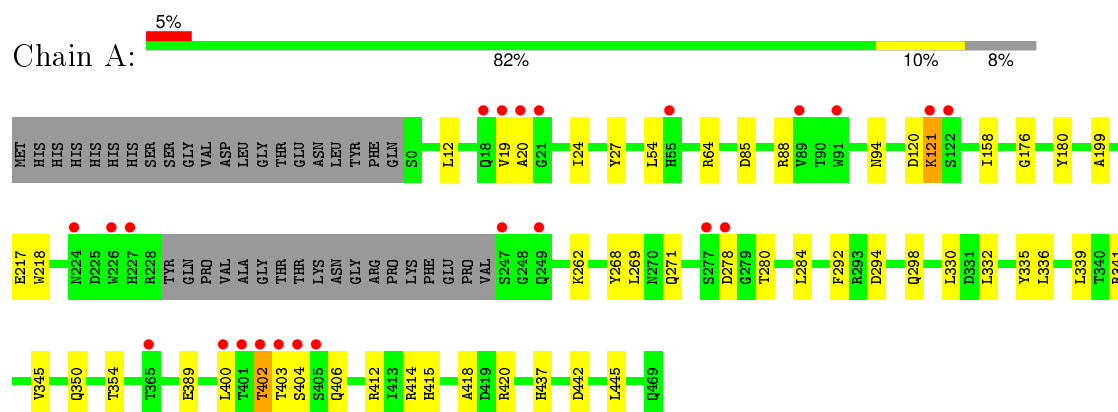 5%
Chain A:
82% 10% 8%
MET HIS HIS HIS HIS HIS HIS SER SER GLY VAL ASP LEU GLY THR GLU ASN LEU TYR PHE GLN S0 L12 Q18 V19 A20 G21 I24 Y27 L54 H55 R64 D85 R88 V89 T90 W91 N94 D120 K121 S122 I158 G176 Y180 A199
E217 W218 N224 D225 W226 H227 R228 TYR GLN PRO VAL ALA GLY THR THR LYS ASN GLY ARG PRO LYS PHE GLU PRO VAL S247 G248 Q249 K262 Y268 L269 N270 Q271 S277 D278 G279 T280 L284 F292 R293 D294 Q298 L330 D331 L332 Y335 L336 L339 T340 R341
V345 Q350 T354 T365 E389 L400 T401 T402 T403 S404 S405 Q406 R412 I413 R414 H415 A418 D419 R420 H437 D442 L445 Q469